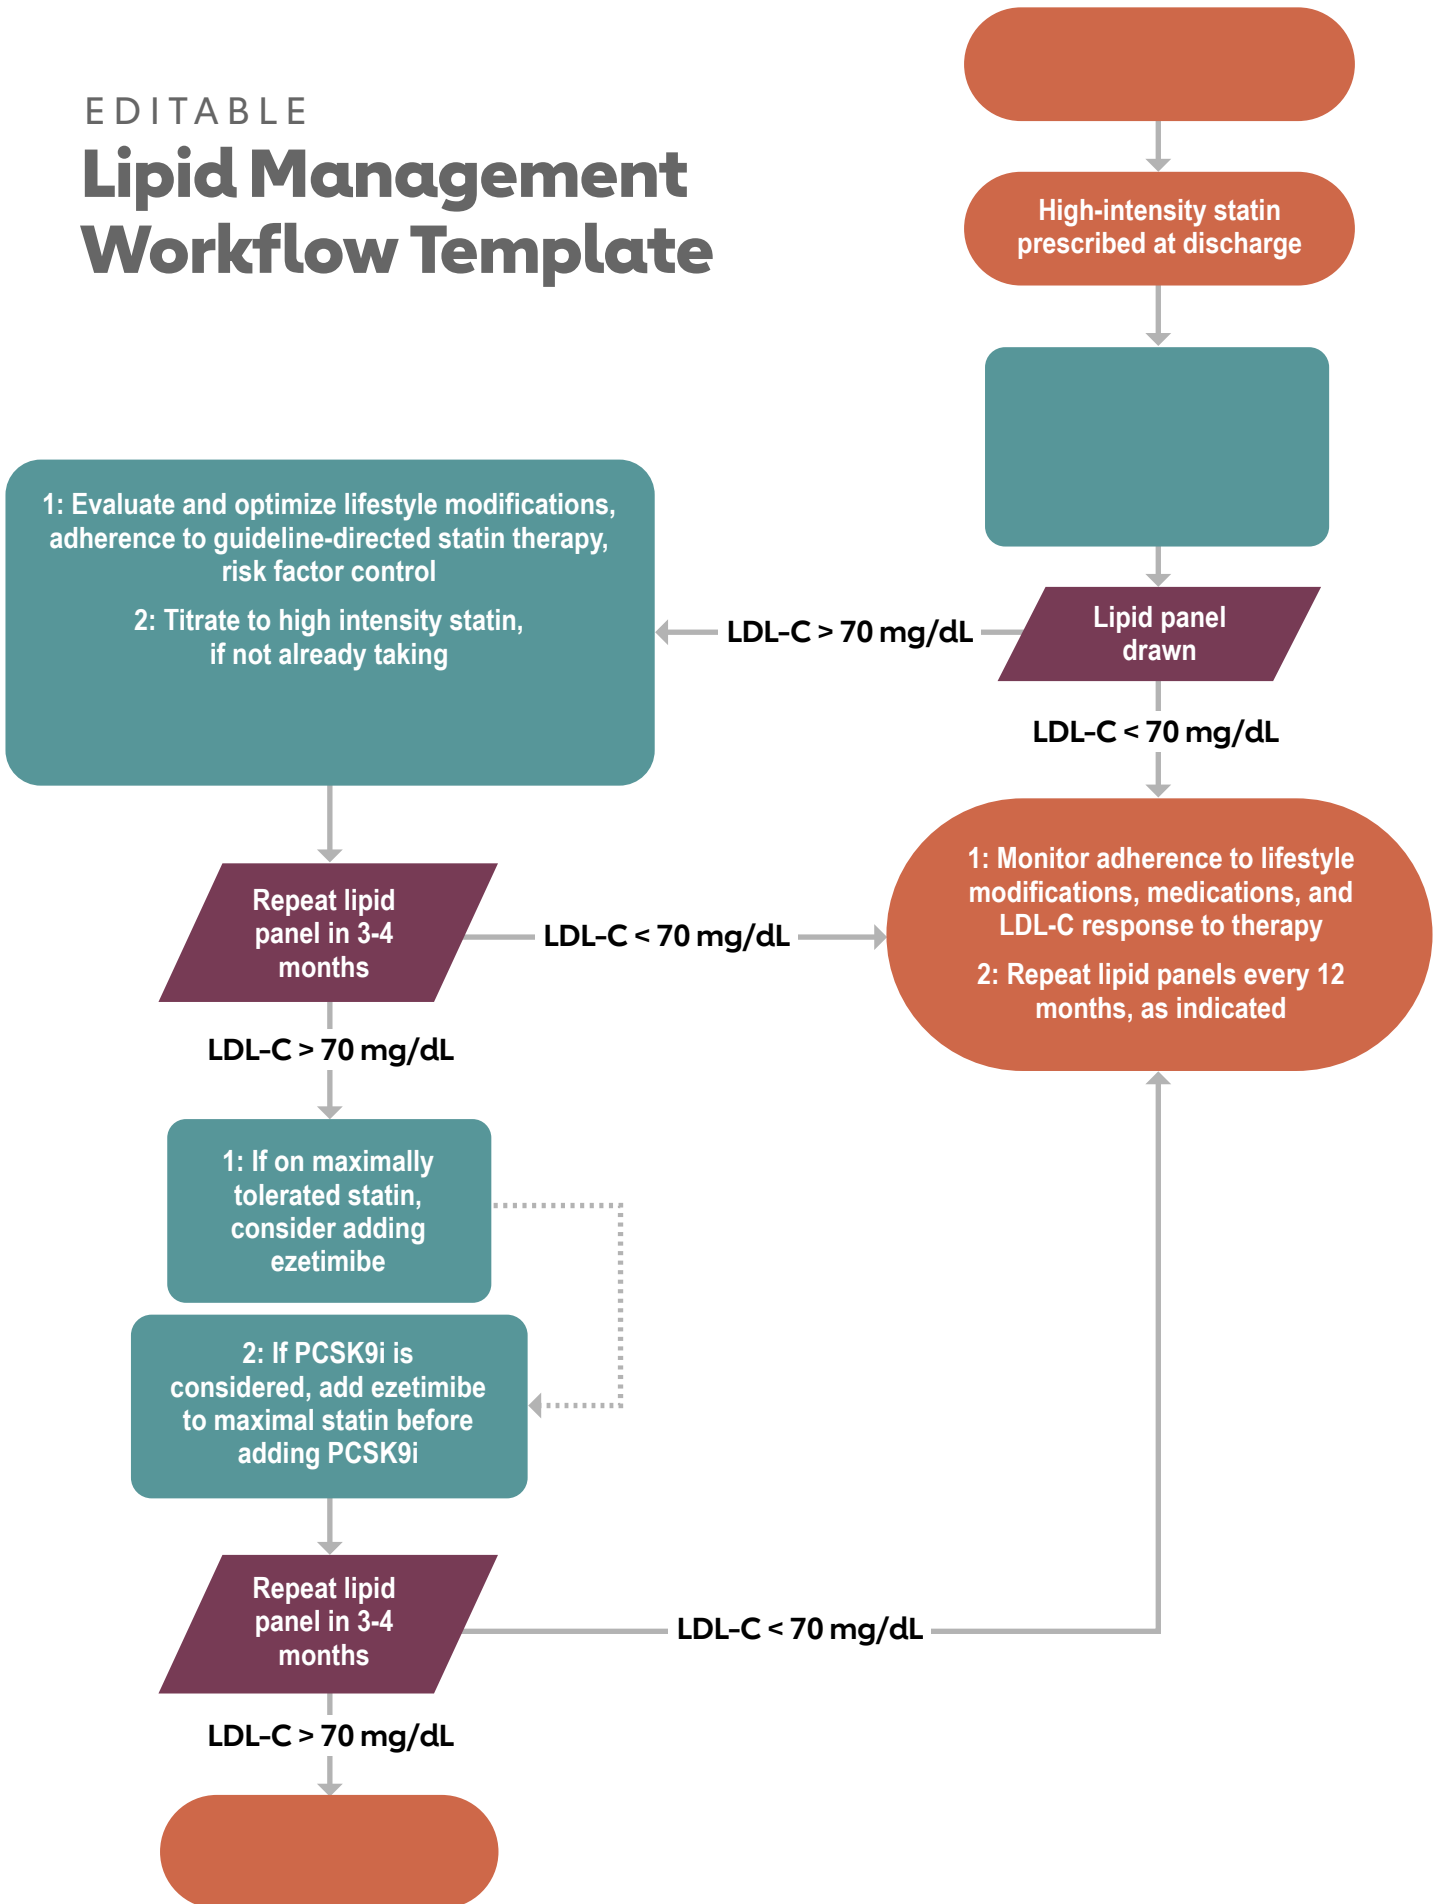 EDITABLE
Lipid Management
Workflow Template
High-intensity statin
prescribed at discharge
1: Evaluate and optimize lifestyle modifications,
adherence to guideline-directed statin therapy,
risk factor control
2: Titrate to high intensity statin,
if not already taking
LDL-C > 70 mg/dL
Lipid panel
drawn
LDL-C < 70 mg/dL
1: Monitor adherence to lifestyle
modifications, medications, and
LDL-C response to therapy
2: Repeat lipid panels every 12
months, as indicated
Repeat lipid
panel in 3-4
months
LDL-C < 70 mg/dL
LDL-C > 70 mg/dL
1: If on maximally
tolerated statin,
consider adding
ezetimibe
2: If PCSK9i is
considered, add ezetimibe
to maximal statin before
adding PCSK9i
Repeat lipid
panel in 3-4
months
LDL-C < 70 mg/dL
LDL-C > 70 mg/dL